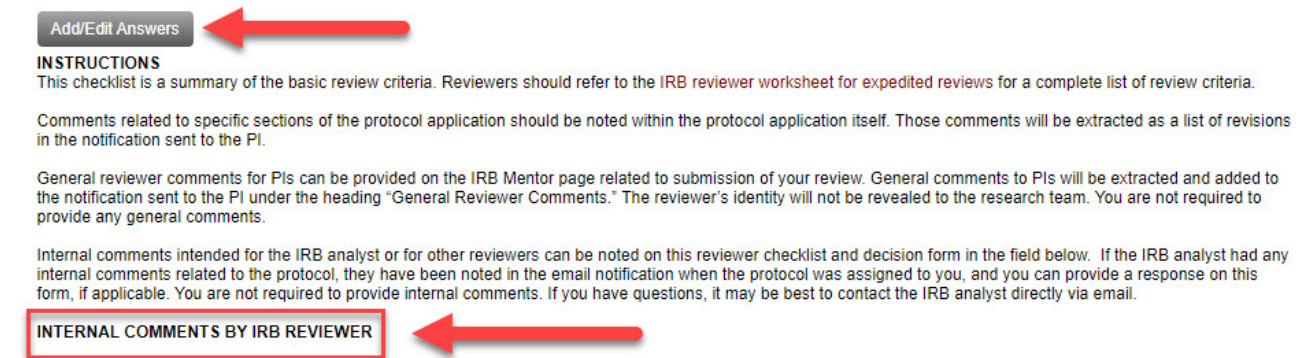 Add/Edit Answers
INSTRUCTIONS
This checklist is a summary of the basic review criteria. Reviewers should refer to the IRB reviewer worksheet for expedited reviews for a complete list of review criteria.
Comments related to specific sections of the protocol application should be noted within the protocol application itself. Those comments will be extracted as a list of revisions
in the notification sent to the PI.
General reviewer comments for PIs can be provided on the IRB Mentor page related to submission of your review. General comments to PIs will be extracted and added to
the notification sent to the PI under the heading “General Reviewer Comments.” The reviewer’s identity will not be revealed to the research team. You are not required to
provide any general comments.
Internal comments intended for the IRB analyst or for other reviewers can be noted on this reviewer checklist and decision form in the field below.  If the IRB analyst had any
internal comments related to the protocol, they have been noted in the email notification when the protocol was assigned to you, and you can provide a response on this
form, if applicable. You are not required to provide internal comments. If you have questions, it may be best to contact the IRB analyst directly via email.
INTERNAL COMMENTS BY IRB REVIEWER